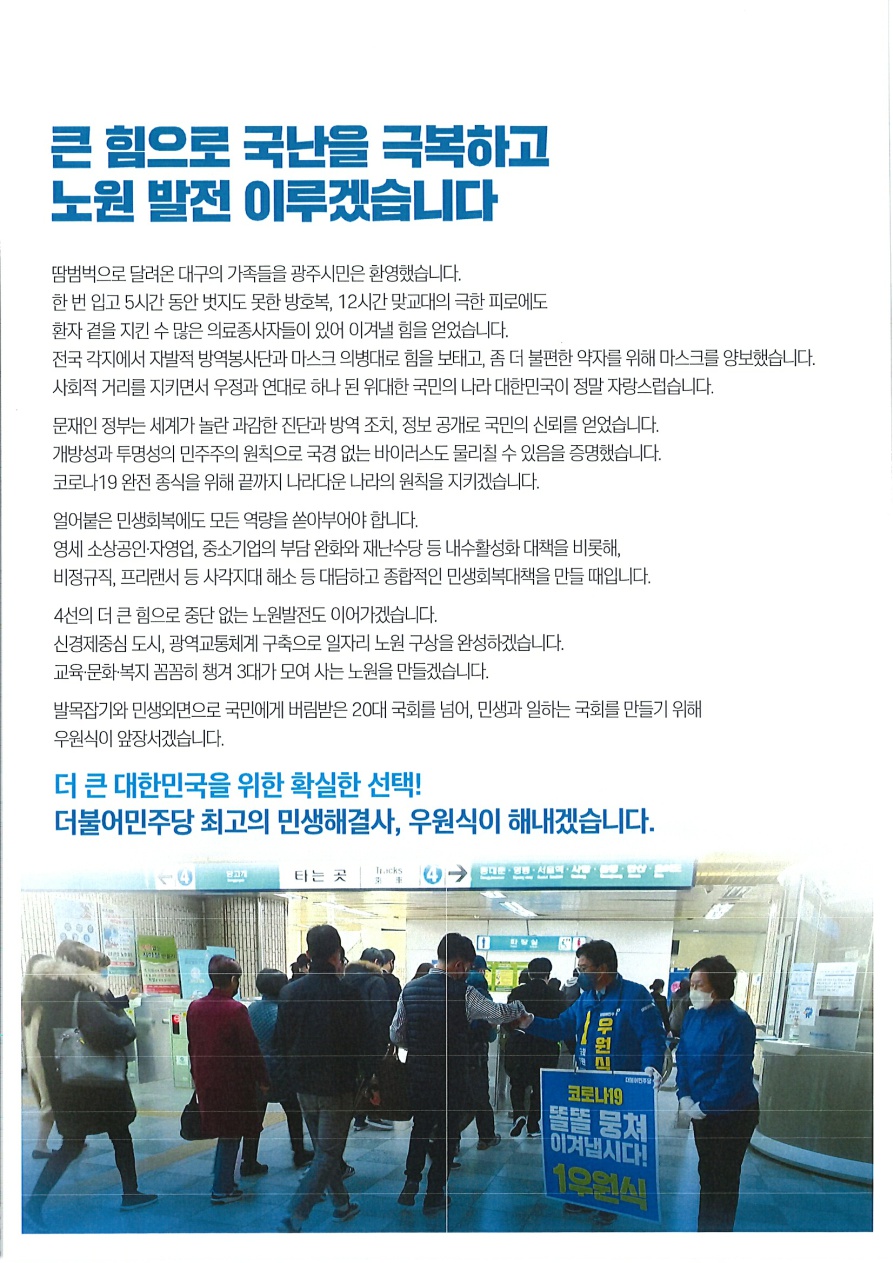 큰 힘으로 국난을 극복하고
노원 발전 이루겠습니다
땀범벅으로 달려온 대구의 가족들을 광주시민은 환영했습니다.
한 번 입고 5시간 동안 벗지도 못한 방호복, 12시간 맞교대의 극한 피로에도
환자 곁을 지킨 수 많은 의료종사자들이 있어 이겨낼 힘을 얻었습니다.
전국 각지에서 자발적 방역봉사단과 마스크 의병대로 힘을 보태고, 좀 더 불편한 약자를 위해 마스크를 양보했습니다.
사회적 거리를 지키면서 우정과 연대로 하나 된 위대한 국민의 나라 대한민국이 정말 자랑스럽습니다.
문재인 정부는 세계가 놀란 과감한 진단과 방역 조치, 정보 공개로 국민의 신뢰를 얻었습니다.
개방성과 투명성의 민주주의 원칙으로 국경 없는 바이러스도 물리칠 수 있음을 증명했습니다.
코로나19 완전 종식을 위해 끝까지 나라다운 나라의 원칙을 지키겠습니다.
얼어붙은 민생회복에도 모든 역량을 쏟아부어야 합니다.
영세 소상공인·자영업, 중소기업의 부담 완화와 재난수당 등 내수활성화 대책을 비롯해,
비정규직, 프리랜서 등 사각지대 해소 등 대담하고 종합적인 민생회복대책을 만들 때입니다.
4선의 더 큰 힘으로 중단 없는 노원발전도 이어가겠습니다.
신경제중심 도시, 광역교통체계 구축으로 일자리 노원 구상을 완성하겠습니다.
교육·문화·복지 꼼꼼히 챙겨 3대가 모여 사는 노원을 만들겠습니다.
발목잡기와 민생외면으로 국민에게 버림받은 20대 국회를 넘어, 민생과 일하는 국회를 만들기 위해
우원식이 앞장서겠습니다.
더 큰 대한민국을 위한 확실한 선택!
더불어민주당 최고의 민생해결사, 우원식이 해내겠습니다.
4 당고개 타는 곳 tracks 4
우원식
더불어민주당
코로나19
똘똘 뭉쳐
이겨냅시다!
1우원식